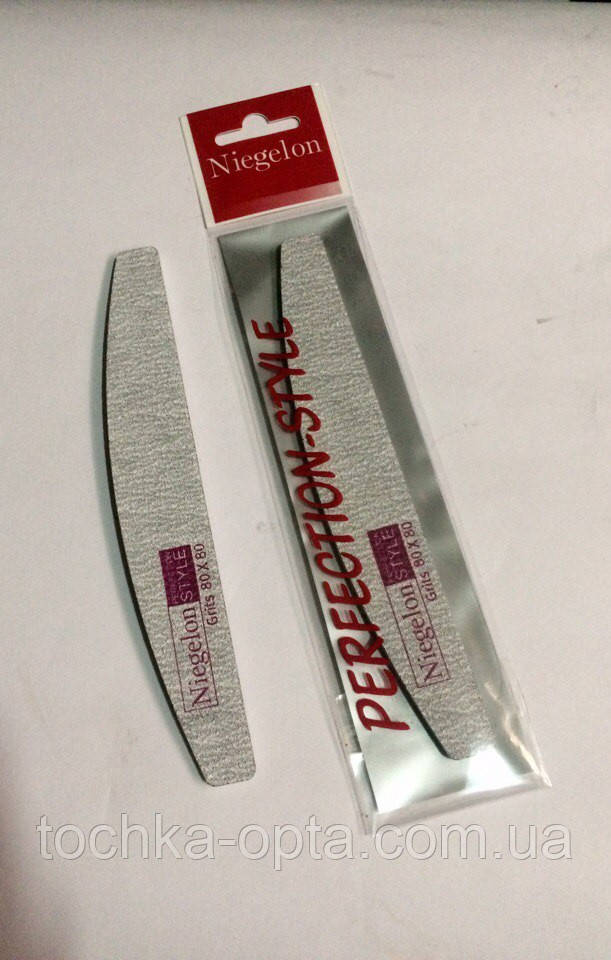 Niegelon
PERFECTION-STYLE
Niegelon
STYLE
Grits 80 X 80
Niegelon
STYLE
Grits 80 X 80
tochka-opta.com.ua